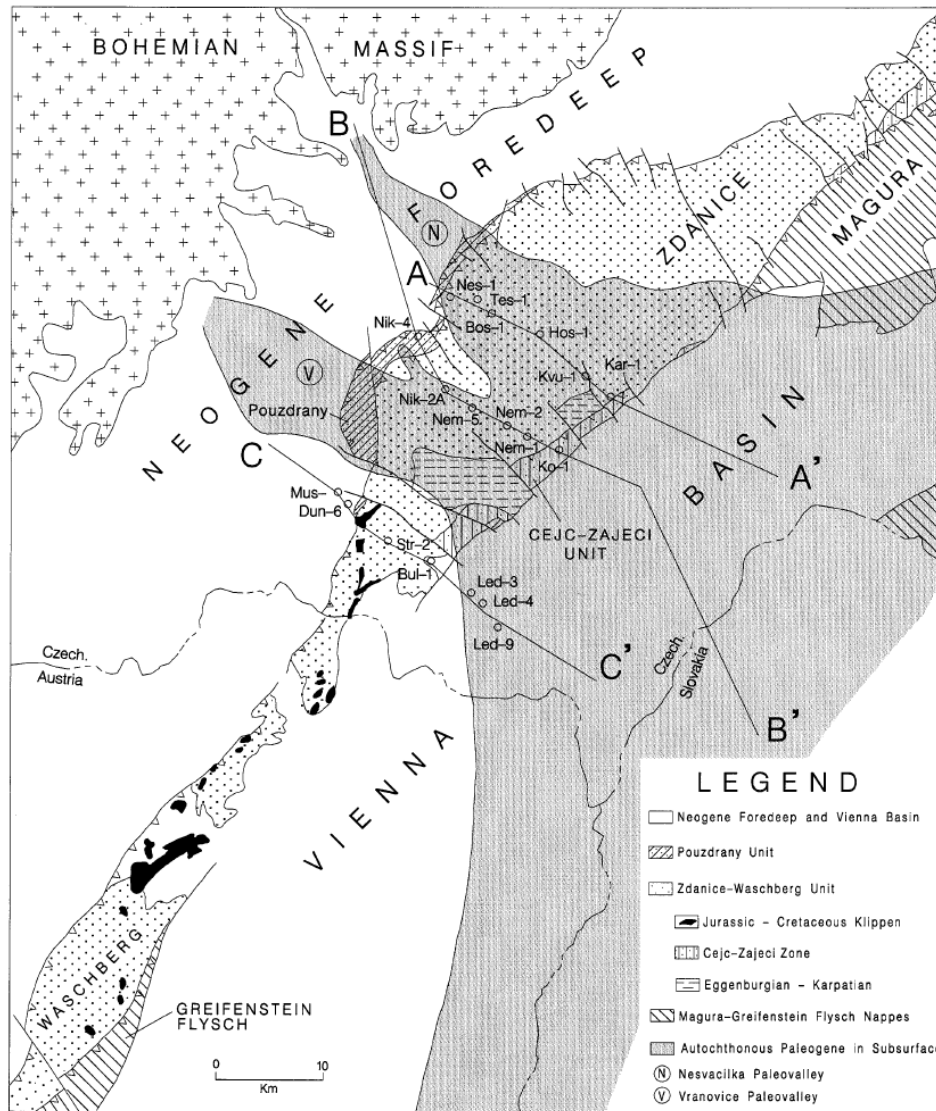 BOHEMIAN MASSIF
B
NEOGENE FOREDEEP
ZDANICE
MAGURA
N
A
Nes-1
Tes-1
Nik-4
Bos-1
Hos-1
V
Kvu-1
Kar-1
Nik-2A
Nem-2
Pouzdrany
Nem-5
Nem-1
Ko-1
C
A'
Mus-
Dun-6
CEJC-ZAJECI
UNIT
Str-2
Bul-1
Led-3
Led-4
Led-9
C'
Czech.
Austria
Czech.
Slovakia
B'
VIENNA BASIN
WASCHBERG
GREIFENSTEIN
FLYSCH
0 10
Km
LEGEND
Neogene Foredeep and Vienna Basin
Pouzdrany Unit
Zdanice-Waschberg Unit
Jurassic - Cretaceous Klippen
Cejc-Zajeci Zone
Eggenburgian - Karpatian
Magura-Greifenstein Flysch Nappes
Autochthonous Paleogene in Subsurface
N Nesvacilka Paleovalley
V Vranovice Paleovalley